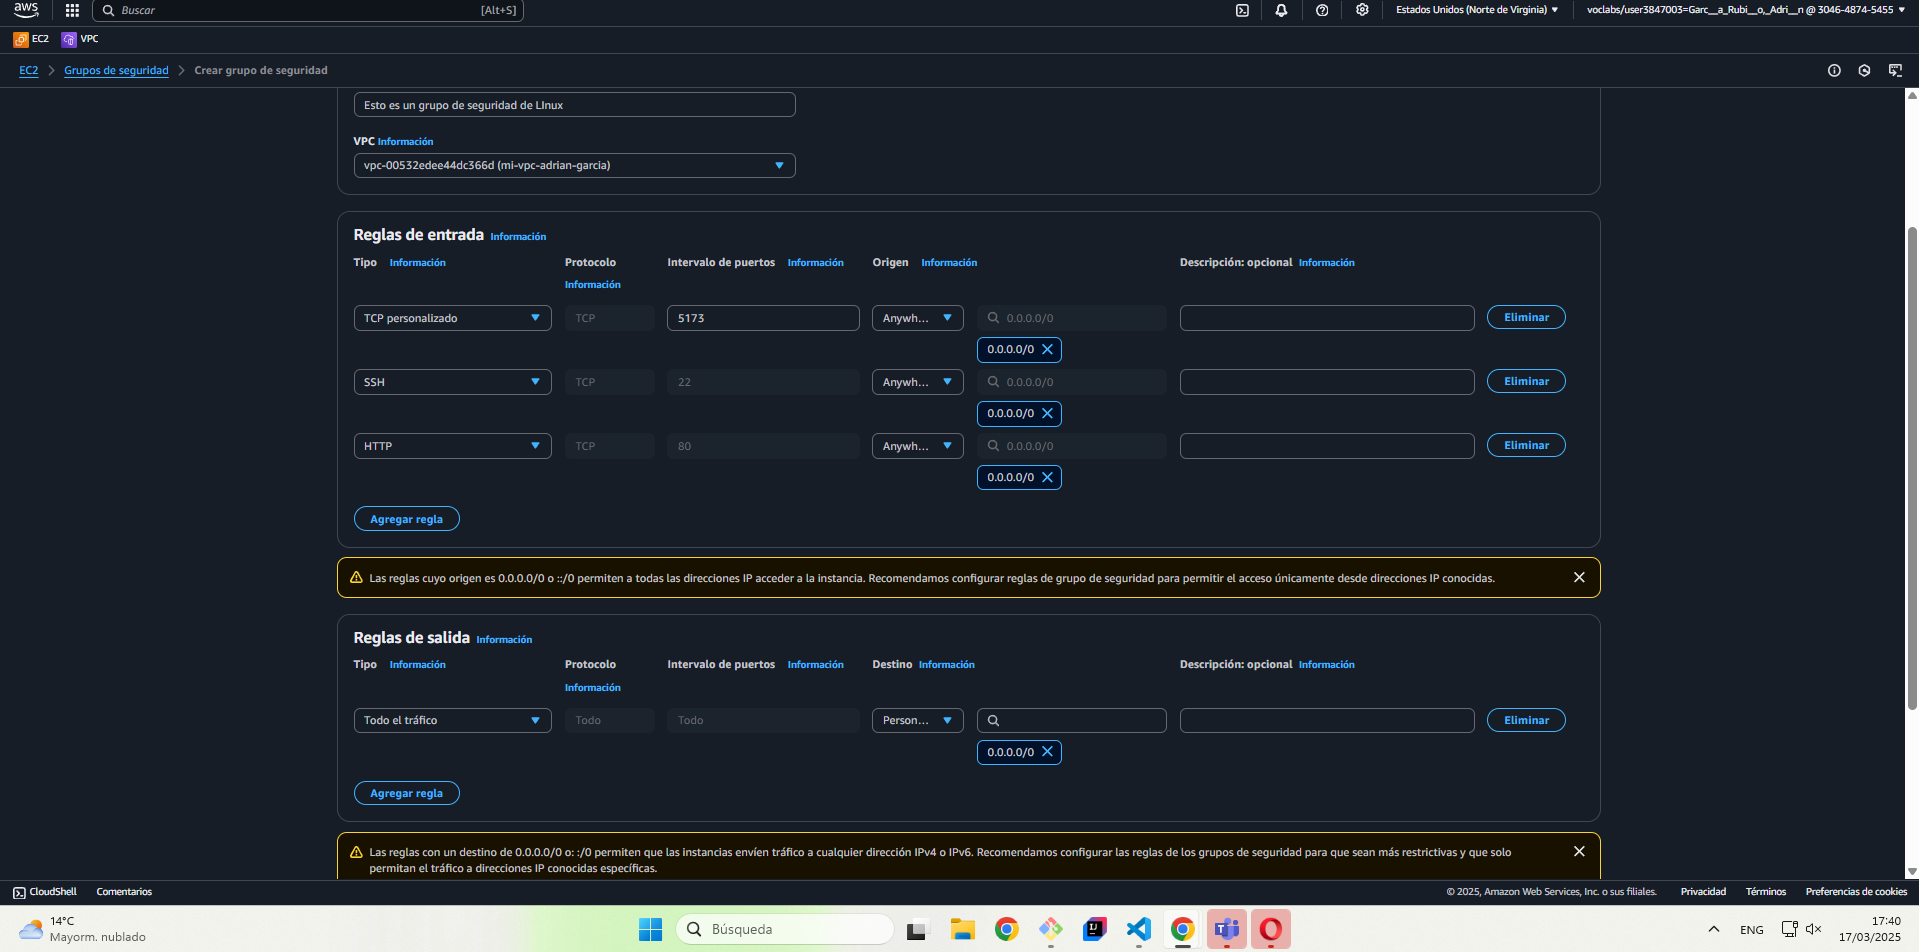 aws
Buscar [Alt+S] Estados Unidos (Norte de Virginia) voclabs/user3847003=Garc__a_Rubi__o,_Adri__n @ 3046-4874-5455
EC2 VPC
EC2 Grupos de seguridad Crear grupo de seguridad
Esto es un grupo de seguridad de LInux
VPC Información
vpc-00532edee44dc366d (mi-vpc-adrian-garcia)
Reglas de entrada Información
Tipo Información Protocolo Intervalo de puertos Información Origen Información Descripción: opcional Información
Información
TCP personalizado TCP 5173 Anywh... 0.0.0.0/0 Eliminar
0.0.0.0/0
SSH TCP 22 Anywh... 0.0.0.0/0 Eliminar
0.0.0.0/0
HTTP TCP 80 Anywh... 0.0.0.0/0 Eliminar
0.0.0.0/0
Agregar regla
Las reglas cuyo origen es 0.0.0.0/0 o ::/0 permiten a todas las direcciones IP acceder a la instancia. Recomendamos configurar reglas de grupo de seguridad para permitir el acceso únicamente desde direcciones IP conocidas.
Reglas de salida Información
Tipo Información Protocolo Intervalo de puertos Información Destino Información Descripción: opcional Información
Información
Todo el tráfico Todo Todo Person... Eliminar
0.0.0.0/0
Agregar regla
Las reglas con un destino de 0.0.0.0/0 o: :/0 permiten que las instancias envíen tráfico a cualquier dirección IPv4 o IPv6. Recomendamos configurar las reglas de los grupos de seguridad para que sean más restrictivas y que solo
permitan el tráfico a direcciones IP conocidas específicas.
CloudShell Comentarios © 2025, Amazon Web Services, Inc. o sus filiales. Privacidad Términos Preferencias de cookies
14°C
Mayorm. nublado
Búsqueda
ENG
17:40
17/03/2025